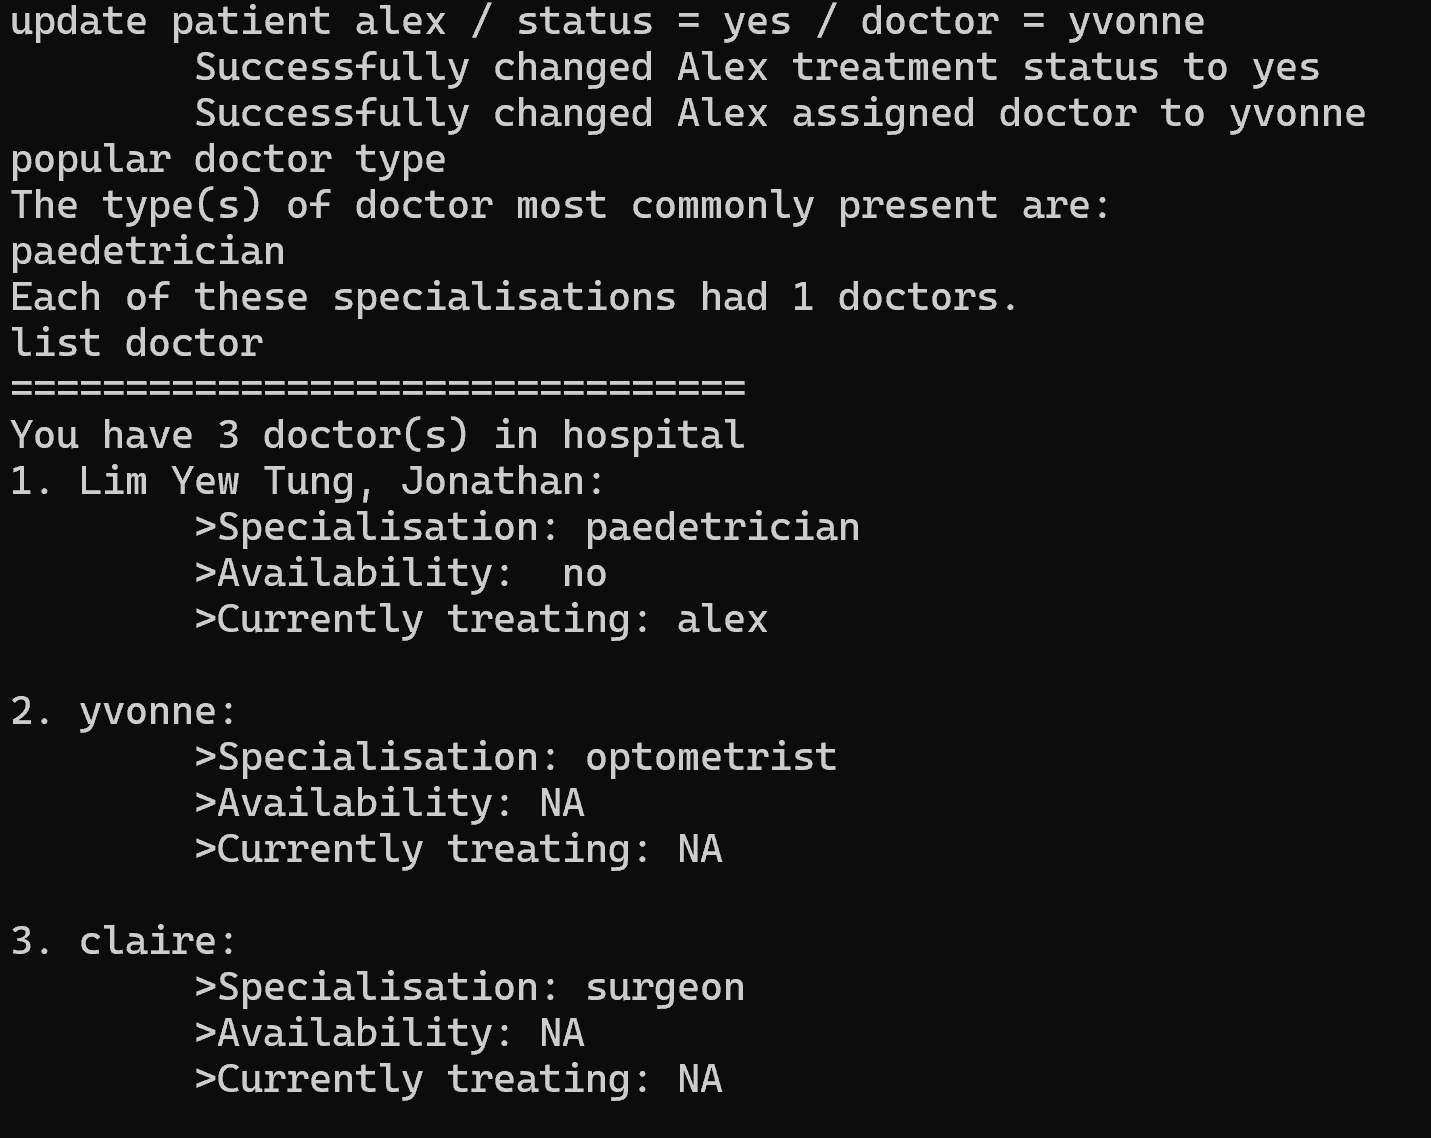 update patient alex / status = yes / doctor = yvonne
Successfully changed Alex treatment status to yes
Successfully changed Alex assigned doctor to yvonne
popular doctor type
The type(s) of doctor most commonly present are:
paedetrician
Each of these specialisations had 1 doctors.
list doctor
================================
You have 3 doctor(s) in hospital
1. Lim Yew Tung, Jonathan:
>Specialisation: paedetrician
>Availability:  no
>Currently treating: alex
2. yvonne:
>Specialisation: optometrist
>Availability: NA
>Currently treating: NA
3. claire:
>Specialisation: surgeon
>Availability: NA
>Currently treating: NA